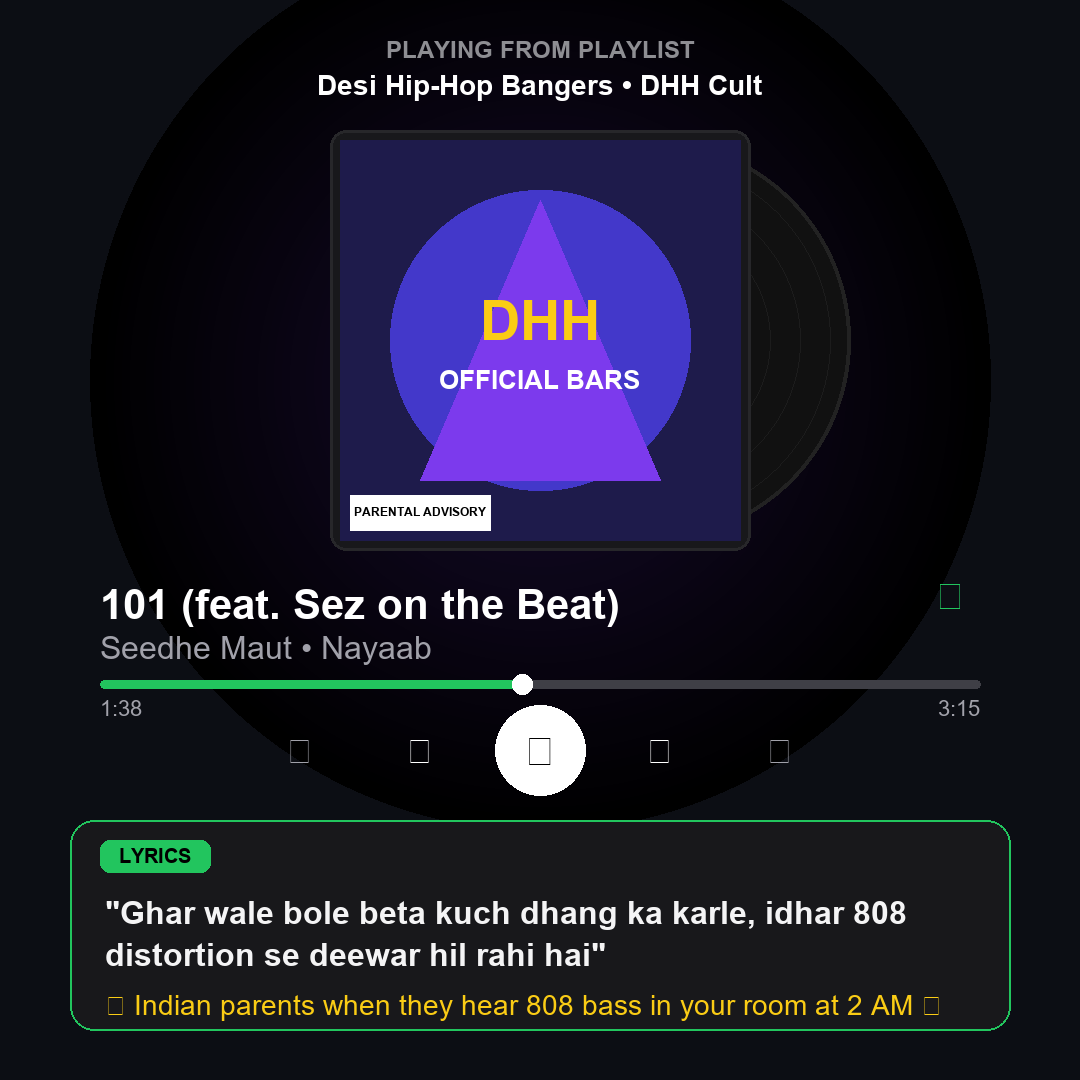 PLAYING FROM PLAYLIST
Desi Hip-Hop Bangers • DHH Cult
DHH
OFFICIAL BARS
PARENTAL ADVISORY
101 (feat. Sez on the Beat)
Seedhe Maut • Nayaab
1:38
3:15
LYRICS
"Ghar wale bole beta kuch dhang ka karle, idhar 808
distortion se deewar hil rahi hai"
Indian parents when they hear 808 bass in your room at 2 AM